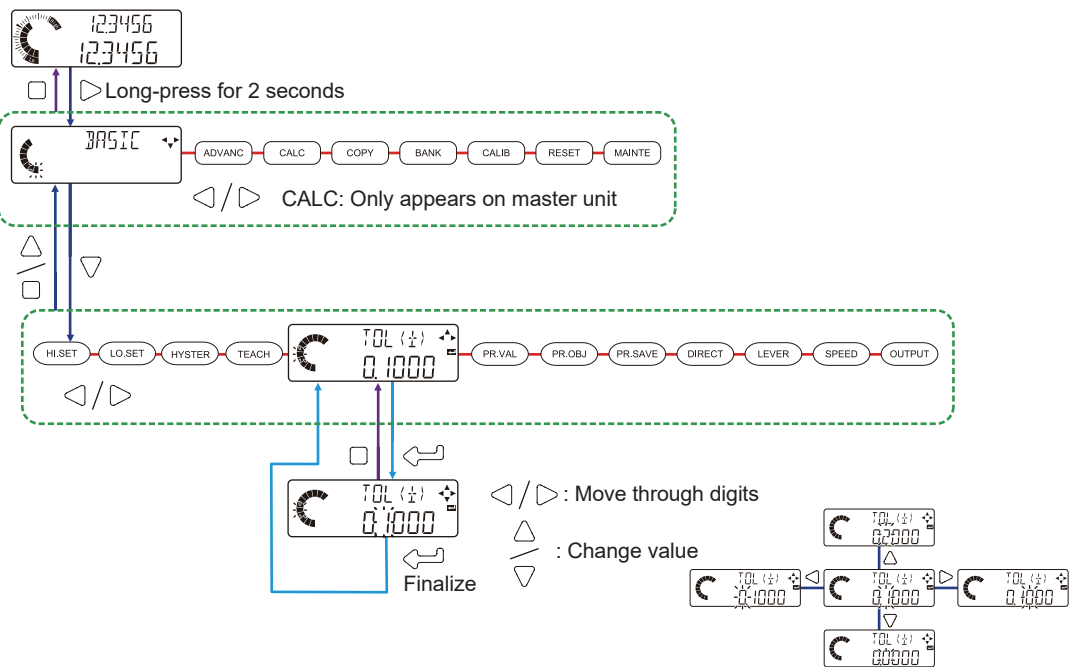 12.3456
12.3456
Long-press for 2 seconds
BASIC
ADVANC CALC COPY BANK CALIB RESET MAINTE
CALC: Only appears on master unit
HI.SET LO.SET HYSTER TEACH TOL (±) PR.VAL PR.OBJ PR.SAVE DIRECT LEVER SPEED OUTPUT
0.1000
TOL (±)
0.1000
: Move through digits
: Change value
Finalize
TOL (±)
0.2000
TOL (±) TOL (±) TOL (±)
-0.1000 0.1000 0.1000
TOL (±)
0.0000